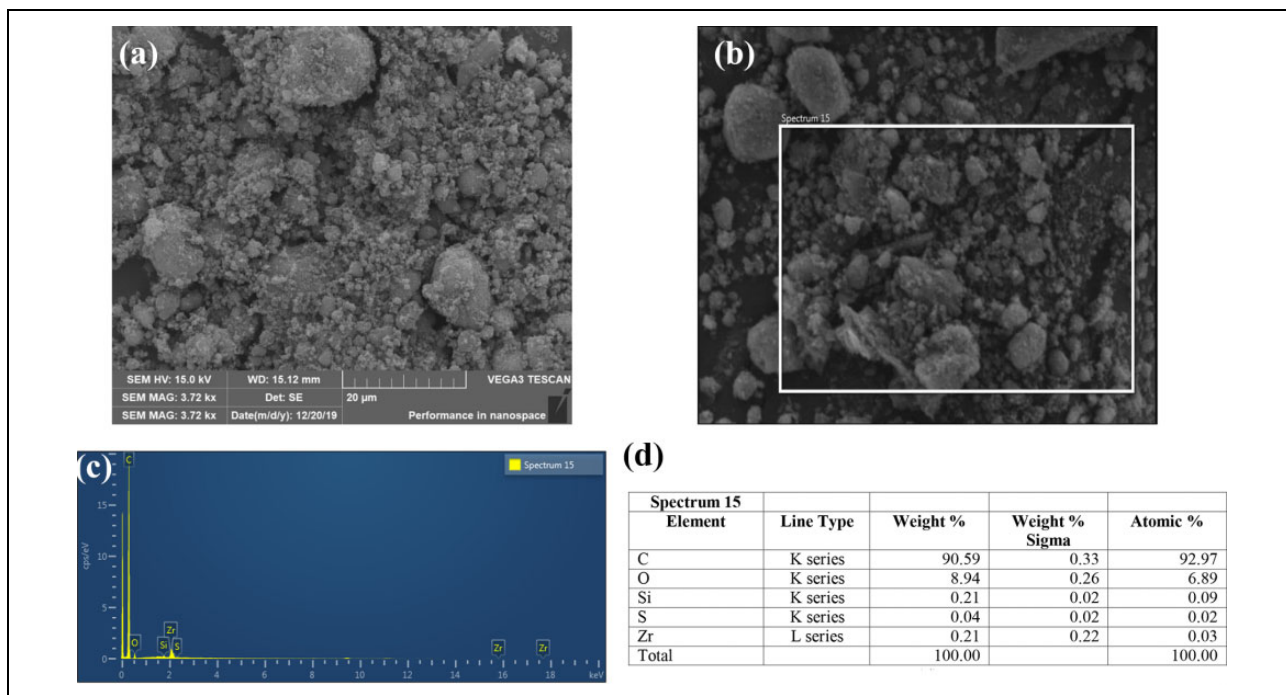 (a)
SEM HV: 15.0 kV WD: 15.12 mm VEGA3 TESCAN
SEM MAG: 3.72 kx Det: SE 20 µm
SEM MAG: 3.72 kx Date(m/d/y): 12/20/19 Performance in nanospace
(b)
Spectrum 15
(c)
Spectrum 15
cps/eV
15
10
5
0
C
O
Si
Zr
S
Zr
Zr
0 2 4 6 8 10 12 14 16 18 keV
(d)
Spectrum 15
Element Line Type Weight % Weight % Sigma Atomic %
C K series 90.59 0.33 92.97
O K series 8.94 0.26 6.89
Si K series 0.21 0.02 0.09
S K series 0.04 0.02 0.02
Zr L series 0.21 0.22 0.03
Total 100.00 100.00